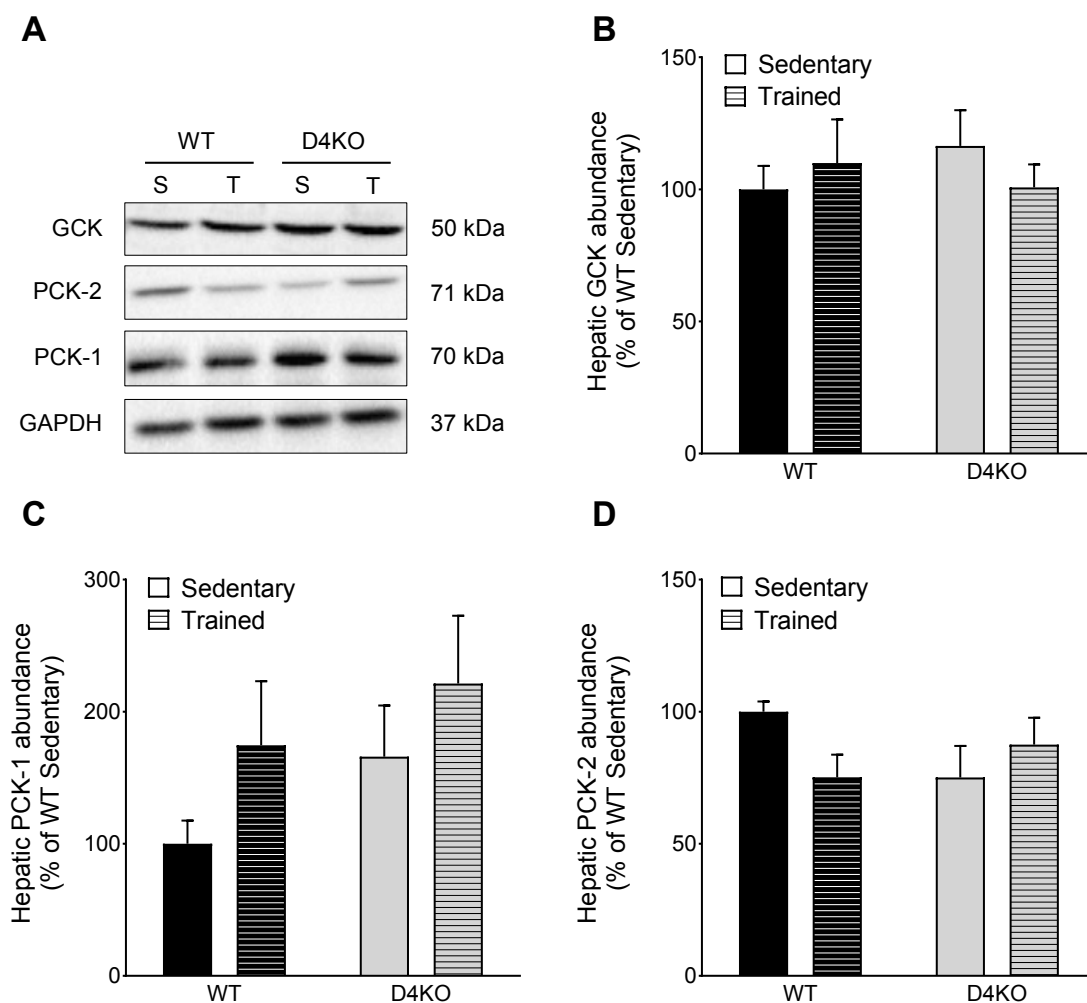 A
WT D4KO
S T S T
GCK 50 kDa
PCK-2 71 kDa
PCK-1 70 kDa
GAPDH 37 kDa
B
Hepatic GCK abundance
(% of WT Sedentary)
150
100
50
0
Sedentary
Trained
WT D4KO
C
Hepatic PCK-1 abundance
(% of WT Sedentary)
300
200
100
0
Sedentary
Trained
WT D4KO
D
Hepatic PCK-2 abundance
(% of WT Sedentary)
150
100
50
0
Sedentary
Trained
WT D4KO